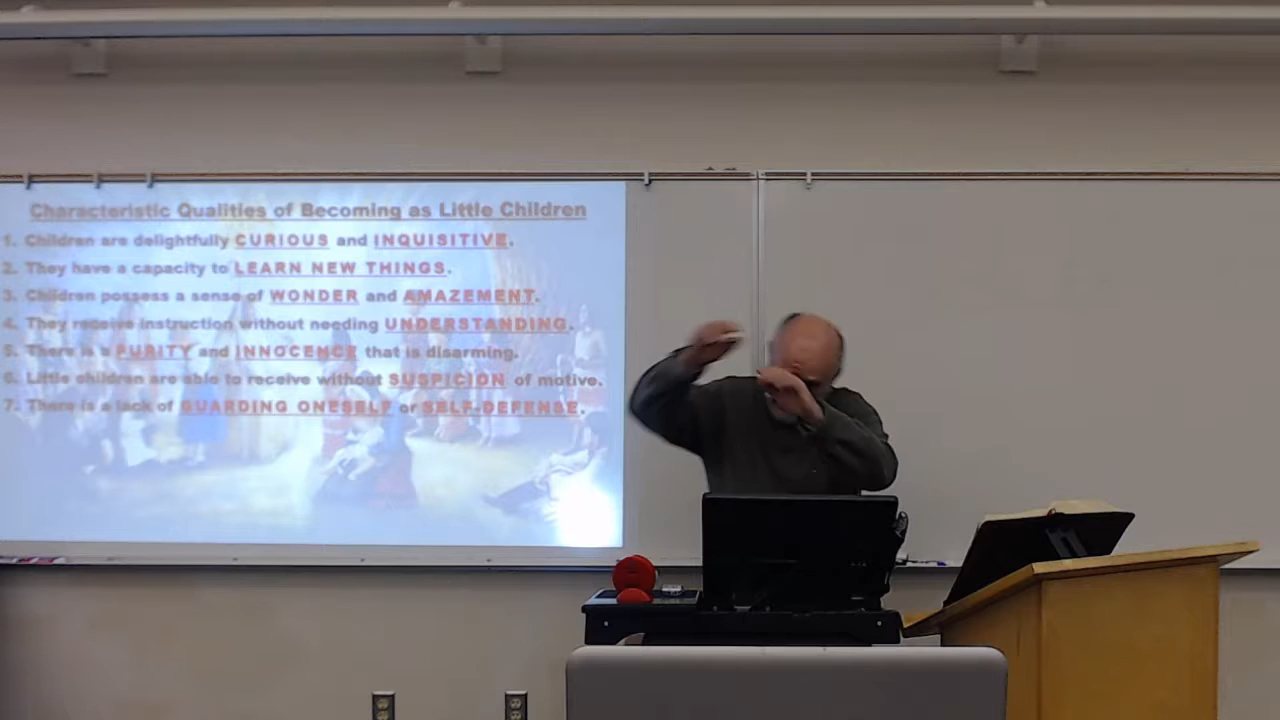 Characteristic Qualities of Becoming as Little Children
1. Children are delightfully CURIOUS and INQUISITIVE.
2. They have a capacity to LEARN NEW THINGS.
3. Children possess a sense of WONDER and AMAZEMENT.
4. They receive instruction without needing UNDERSTANDING.
5. There is a PURITY and INNOCENCE that is disarming.
6. Little children are able to receive without SUSPICION of motive.
7. There is a lack of GUARDING ONESELF or SELF-DEFENSE.